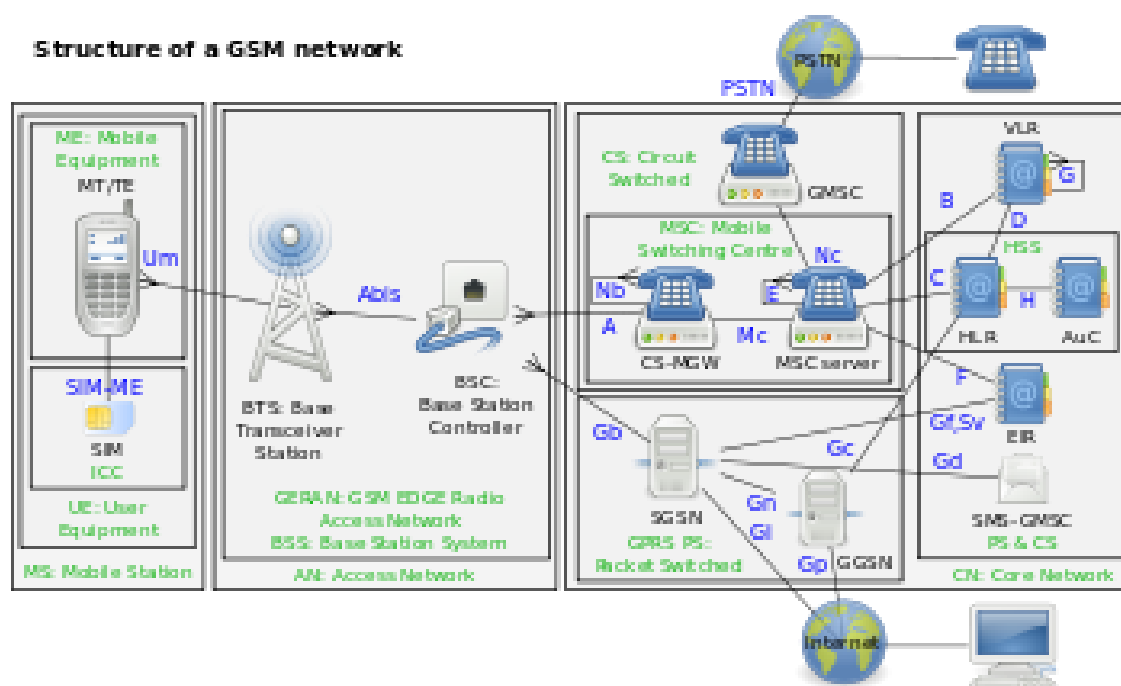 Structure of a GSM network
PSTN
PSTN
ME: Mobile
Equipment
MT/TE
Um
SIM-ME
SIM
ICC
UE: User
Equipment
MS: Mobile Station
BTS: Base
Transceiver
Station
Abis
BSC:
Base Station
Controller
GERAN: GSM EDGE Radio
Access Network
BSS: Base Station System
AN: Access Network
CS: Circuit
Switched
GMSC
MSC: Mobile
Switching Centre
Nc
Nb
E
A
Mc
CS-MGW
MSC server
VLR
G
B
D
HSS
C
H
HLR
AuC
F
Gf,Sv
EIR
Gb
Gc
Gd
Gn
Gi
SGSN
GPRS PS:
Packet Switched
Gp
GGSN
SMS-GMSC
PS & CS
CN: Core Network
Internet